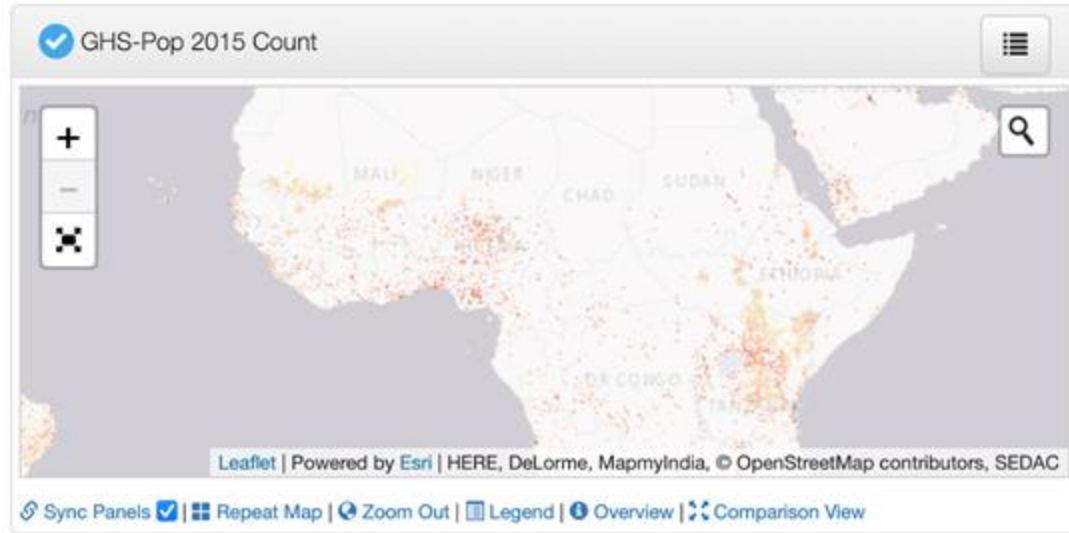 GHS-Pop 2015 Count
+
MALI NIGER CHAD SUDAN
NIGERIA ETHIOPIA
DR CONGO TANZANIA
Leaflet | Powered by Esri | HERE, DeLorme, MapmyIndia, © OpenStreetMap contributors, SEDAC
Sync Panels | Repeat Map | Zoom Out | Legend | Overview | Comparison View